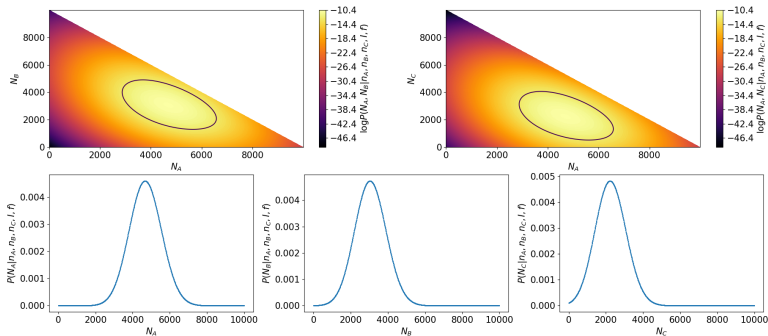 8000
6000
4000
2000
0
N_B
0 2000 4000 6000 8000
N_A
−10.4
−14.4
−18.4
−22.4
−26.4
−30.4
−34.4
−38.4
−42.4
−46.4
logP(N_A, N_B|n_A, n_B, n_C, I, f)
8000
6000
4000
2000
0
N_C
0 2000 4000 6000 8000
N_A
−10.4
−14.4
−18.4
−22.4
−26.4
−30.4
−34.4
−38.4
−42.4
−46.4
logP(N_A, N_C|n_A, n_B, n_C, I, f)
0.004
0.003
0.002
0.001
0.000
P(N_A|n_A, n_B, n_C, I, f)
0 2000 4000 6000 8000 10000
N_A
0.004
0.003
0.002
0.001
0.000
P(N_B|n_A, n_B, n_C, I, f)
0 2000 4000 6000 8000 10000
N_B
0.005
0.004
0.003
0.002
0.001
0.000
P(N_C|n_A, n_B, n_C, I, f)
0 2000 4000 6000 8000 10000
N_C